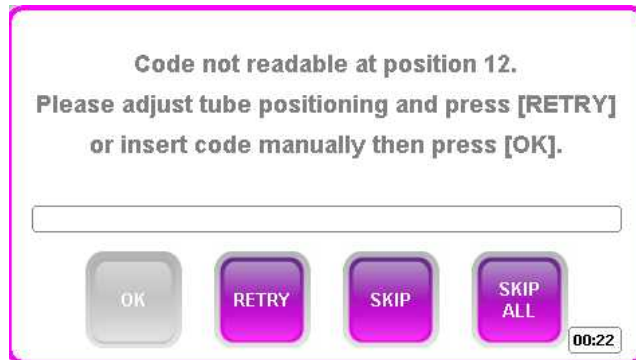 Code not readable at position 12.
Please adjust tube positioning and press [RETRY]
or insert code manually then press [OK].
OK
RETRY
SKIP
SKIP
ALL
00:22